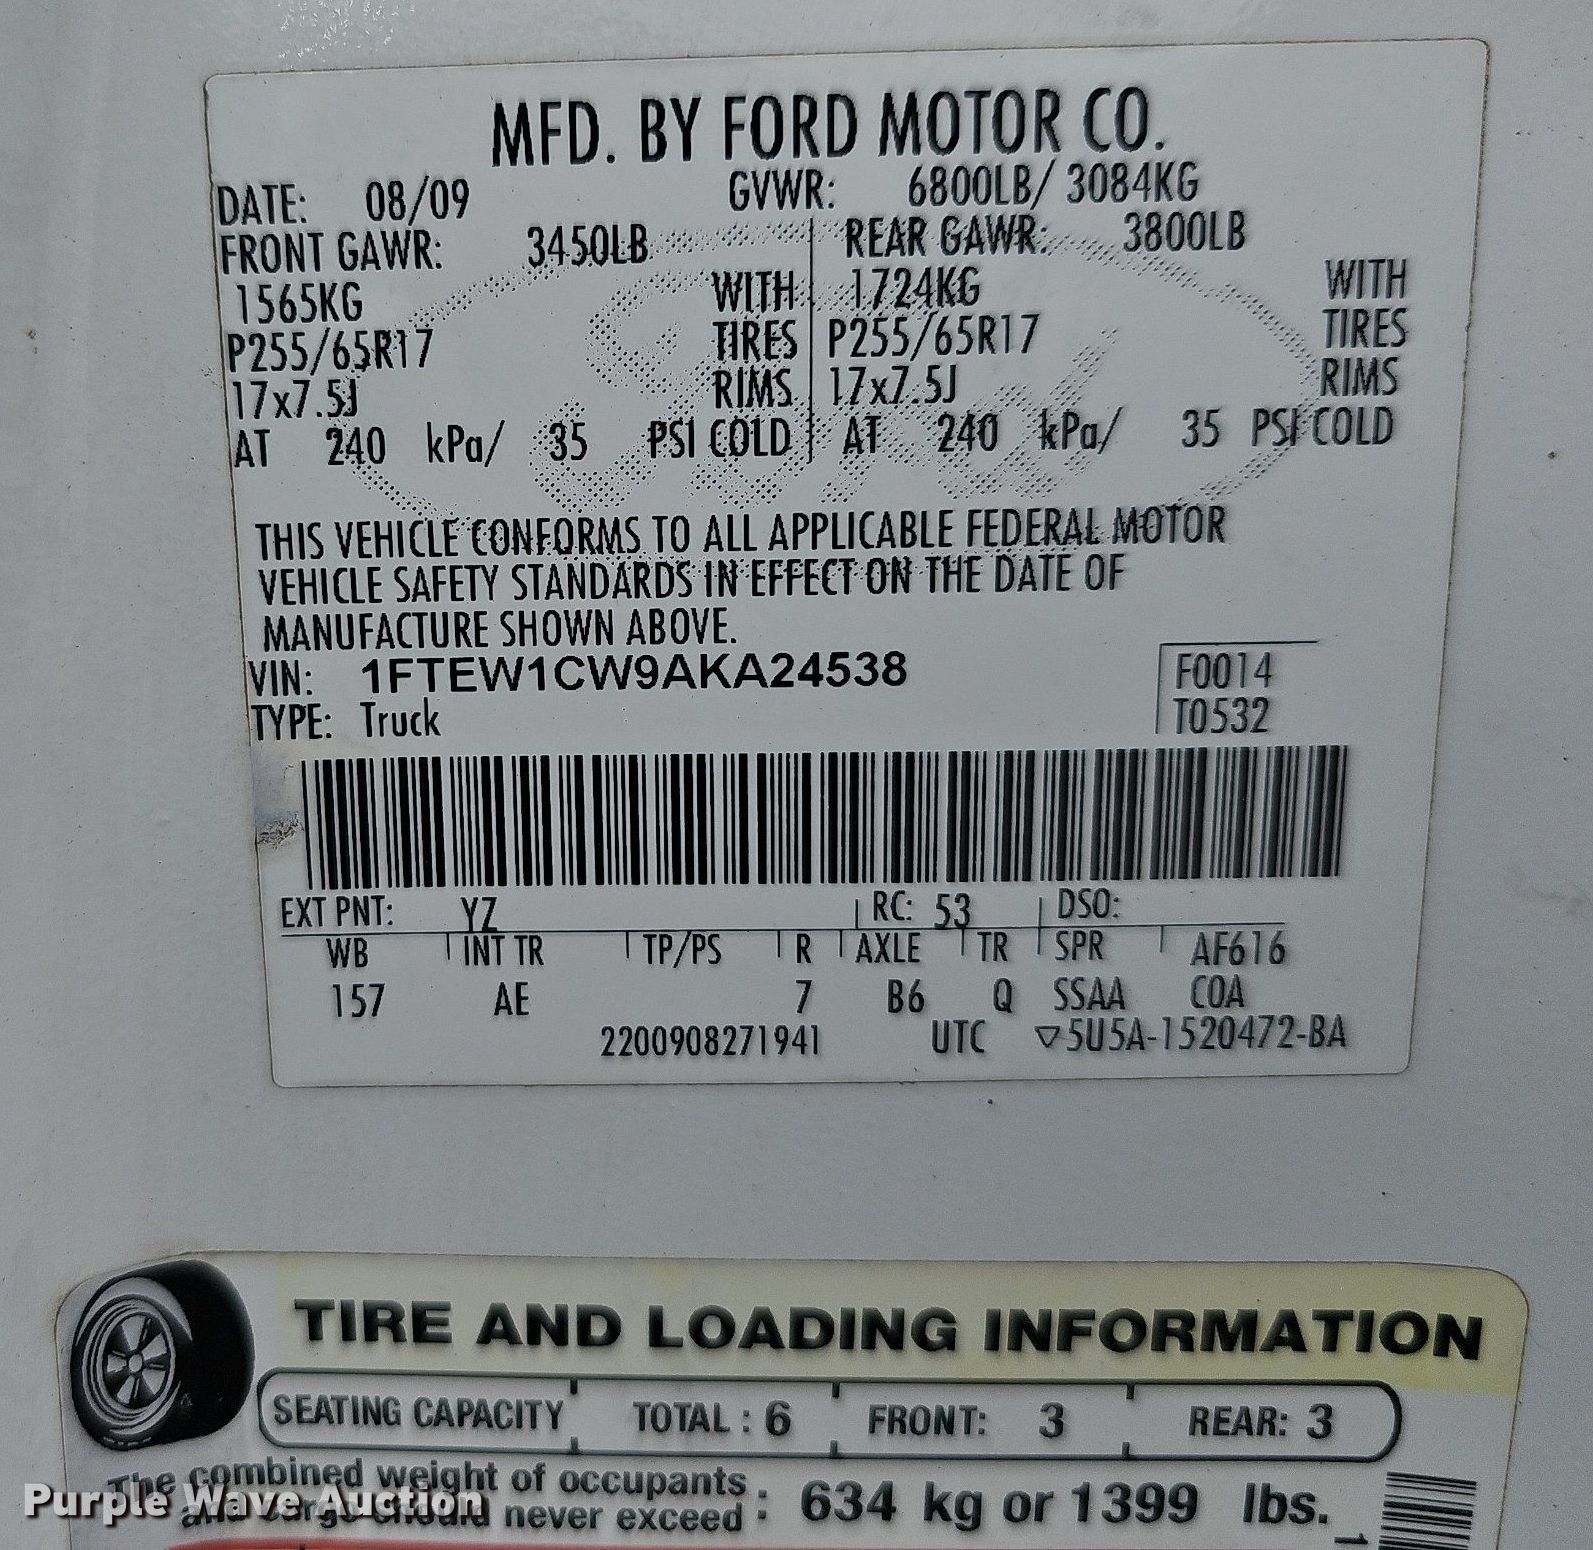 MFD. BY FORD MOTOR CO.
DATE: 08/09 GVWR: 6800LB/ 3084KG
FRONT GAWR: 3450LB REAR GAWR: 3800LB
1565KG WITH 1724KG WITH
P255/65R17 TIRES P255/65R17 TIRES
17x7.5J RIMS 17x7.5J RIMS
AT 240 kPa/ 35 PSI COLD AT 240 kPa/ 35 PSI COLD
THIS VEHICLE CONFORMS TO ALL APPLICABLE FEDERAL MOTOR
VEHICLE SAFETY STANDARDS IN EFFECT ON THE DATE OF
MANUFACTURE SHOWN ABOVE.
VIN: 1FTEW1CW9AKA24538 F0014
TYPE: Truck T0532
EXT PNT: YZ RC: 53 DSO:
WB INT TR TP/PS R AXLE TR SPR AF616
157 AE 7 B6 Q SSAA COA
2200908271941 UTC ▽5U5A-1520472-BA
TIRE AND LOADING INFORMATION
SEATING CAPACITY TOTAL : 6 FRONT: 3 REAR: 3
The combined weight of occupants
and cargo should never exceed : 634 kg or 1399 lbs.
Purple Wave Auction